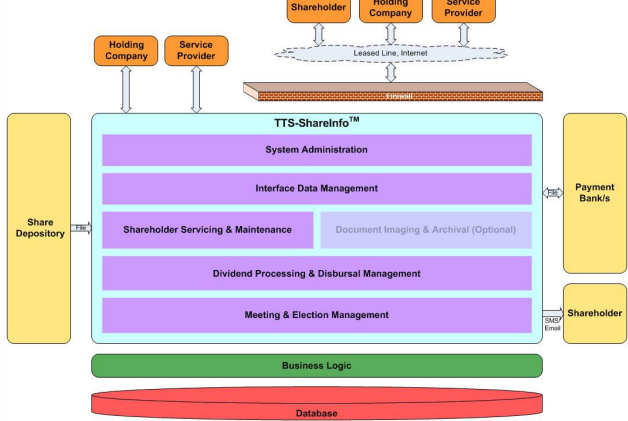 Shareholder
Holding
Company
Service
Provider
Holding
Company
Service
Provider
Leased Line, Internet
Firewall
TTS-ShareInfo™
System Administration
Interface Data Management
Shareholder Servicing & Maintenance
Document Imaging & Archival (Optional)
Dividend Processing & Disbursal Management
Meeting & Election Management
Share
Depository
File
File
Payment
Bank/s
SMS/
Email
Shareholder
Business Logic
Database